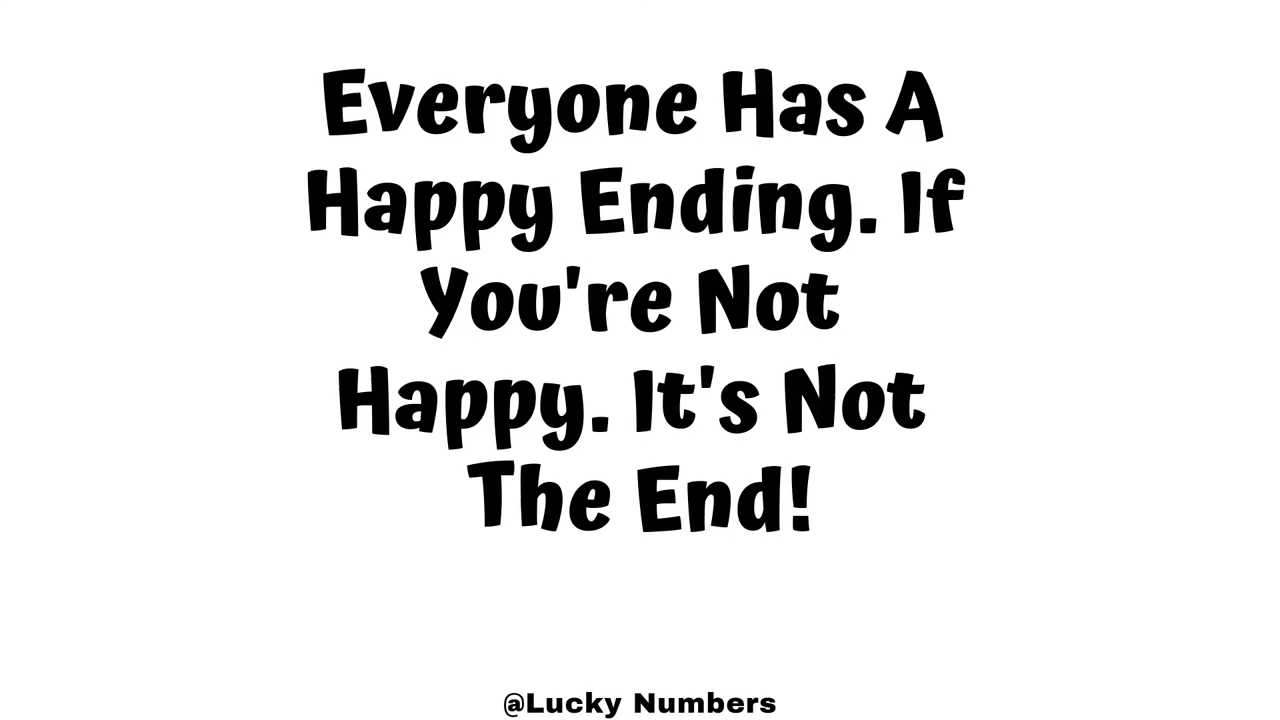 Everyone Has A
Happy Ending. If
You're Not
Happy. It's Not
The End!
@Lucky Numbers